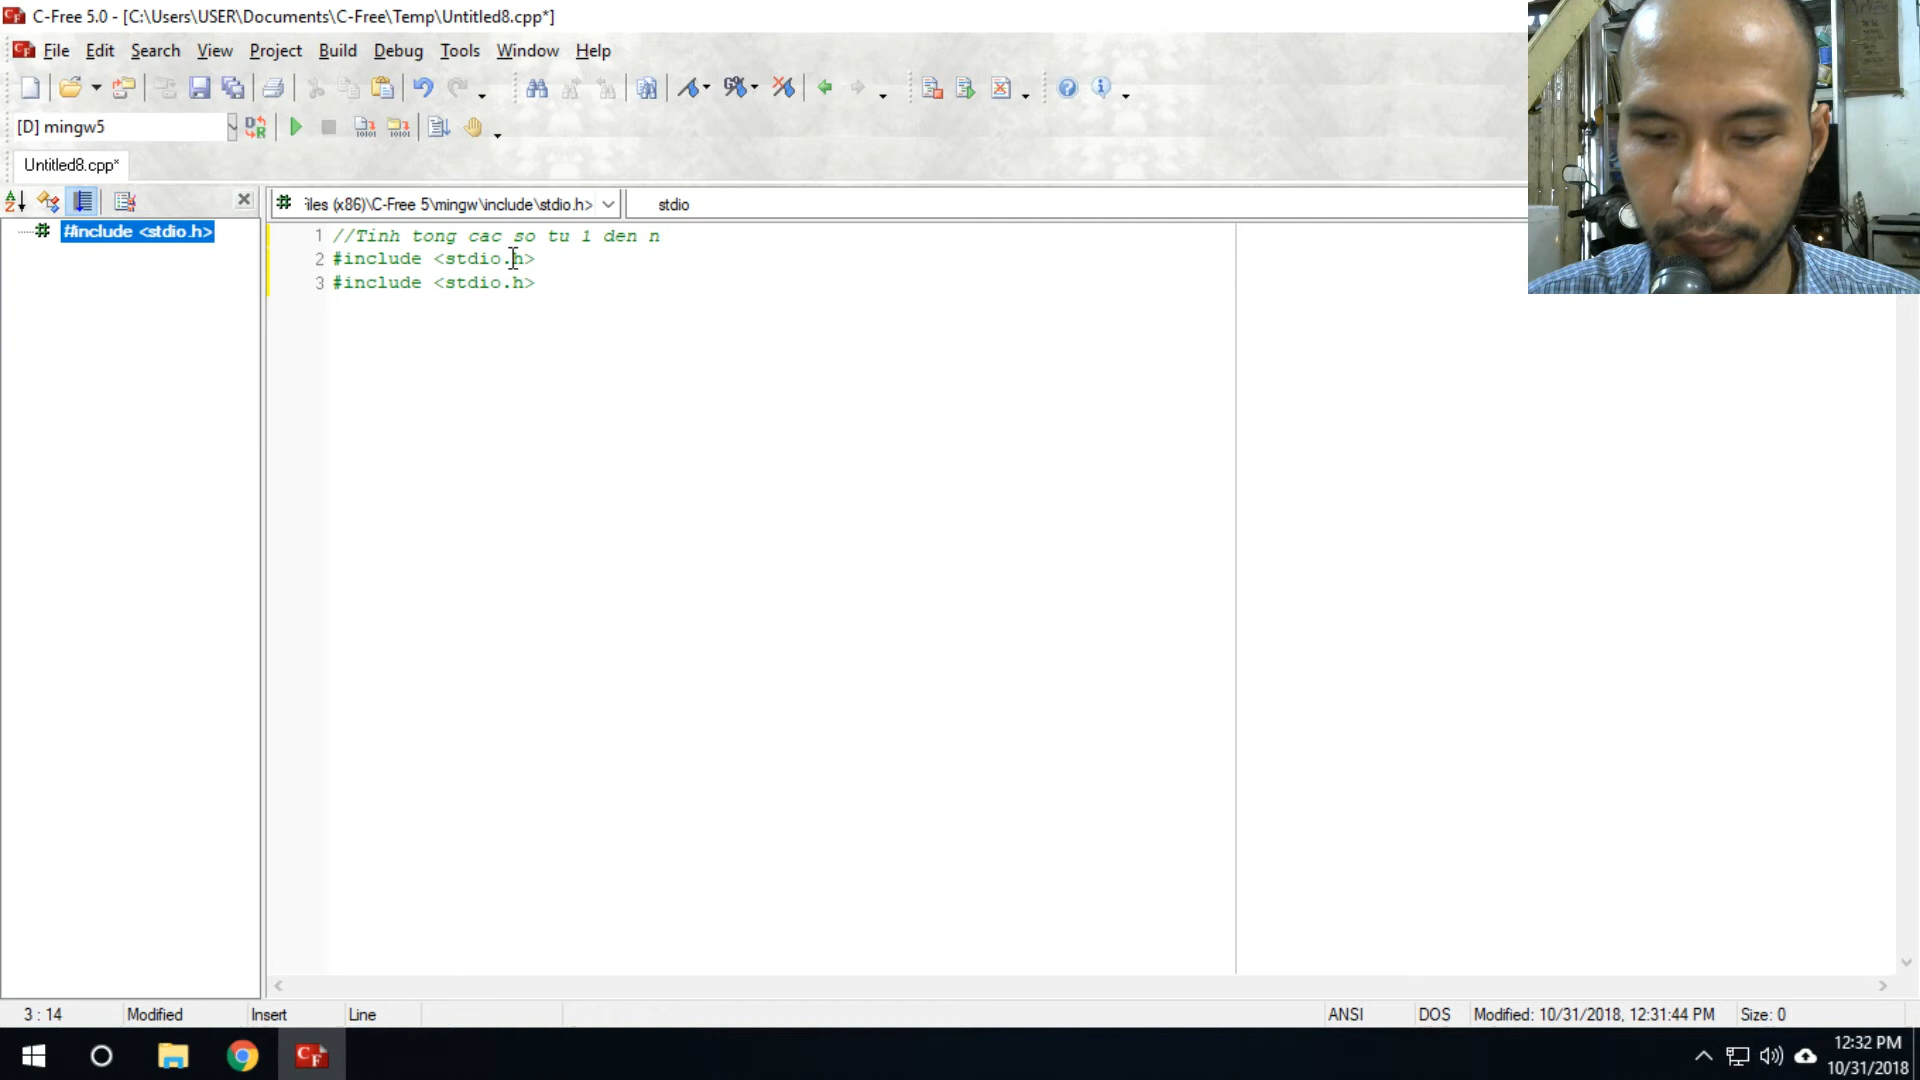 C-Free 5.0 - [C:\Users\USER\Documents\C-Free\Temp\Untitled8.cpp*]
File Edit Search View Project Build Debug Tools Window Help
[D] mingw5
Untitled8.cpp*
iles (x86)\C-Free 5\mingw\include\stdio.h> stdio
#include <stdio.h>
1 //Tinh tong cac so tu 1 den n
2 #include <stdio.h>
3 #include <stdio.h>
3 : 14 Modified Insert Line ANSI DOS Modified: 10/31/2018, 12:31:44 PM Size: 0
12:32 PM
10/31/2018